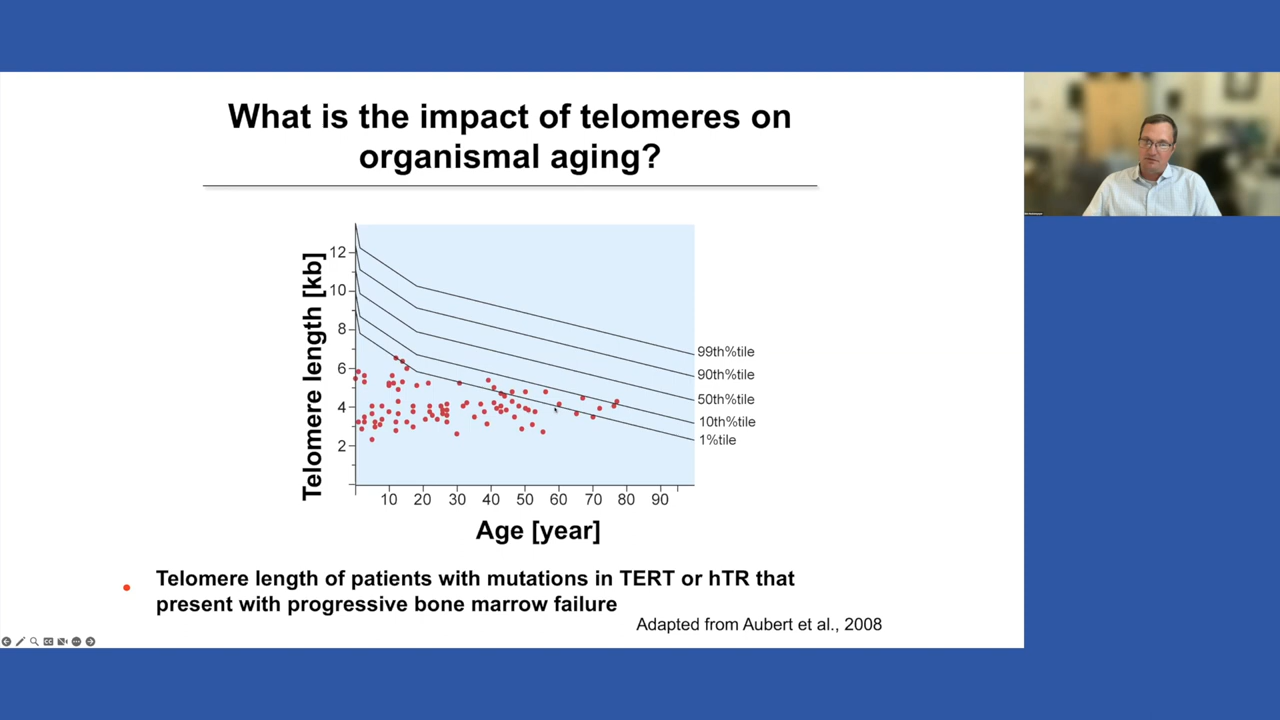 What is the impact of telomeres on
organismal aging?
Telomere length [kb]
12
10
8
6
4
2
99th%tile
90th%tile
50th%tile
10th%tile
1%tile
10 20 30 40 50 60 70 80 90
Age [year]
Telomere length of patients with mutations in TERT or hTR that
present with progressive bone marrow failure
Adapted from Aubert et al., 2008